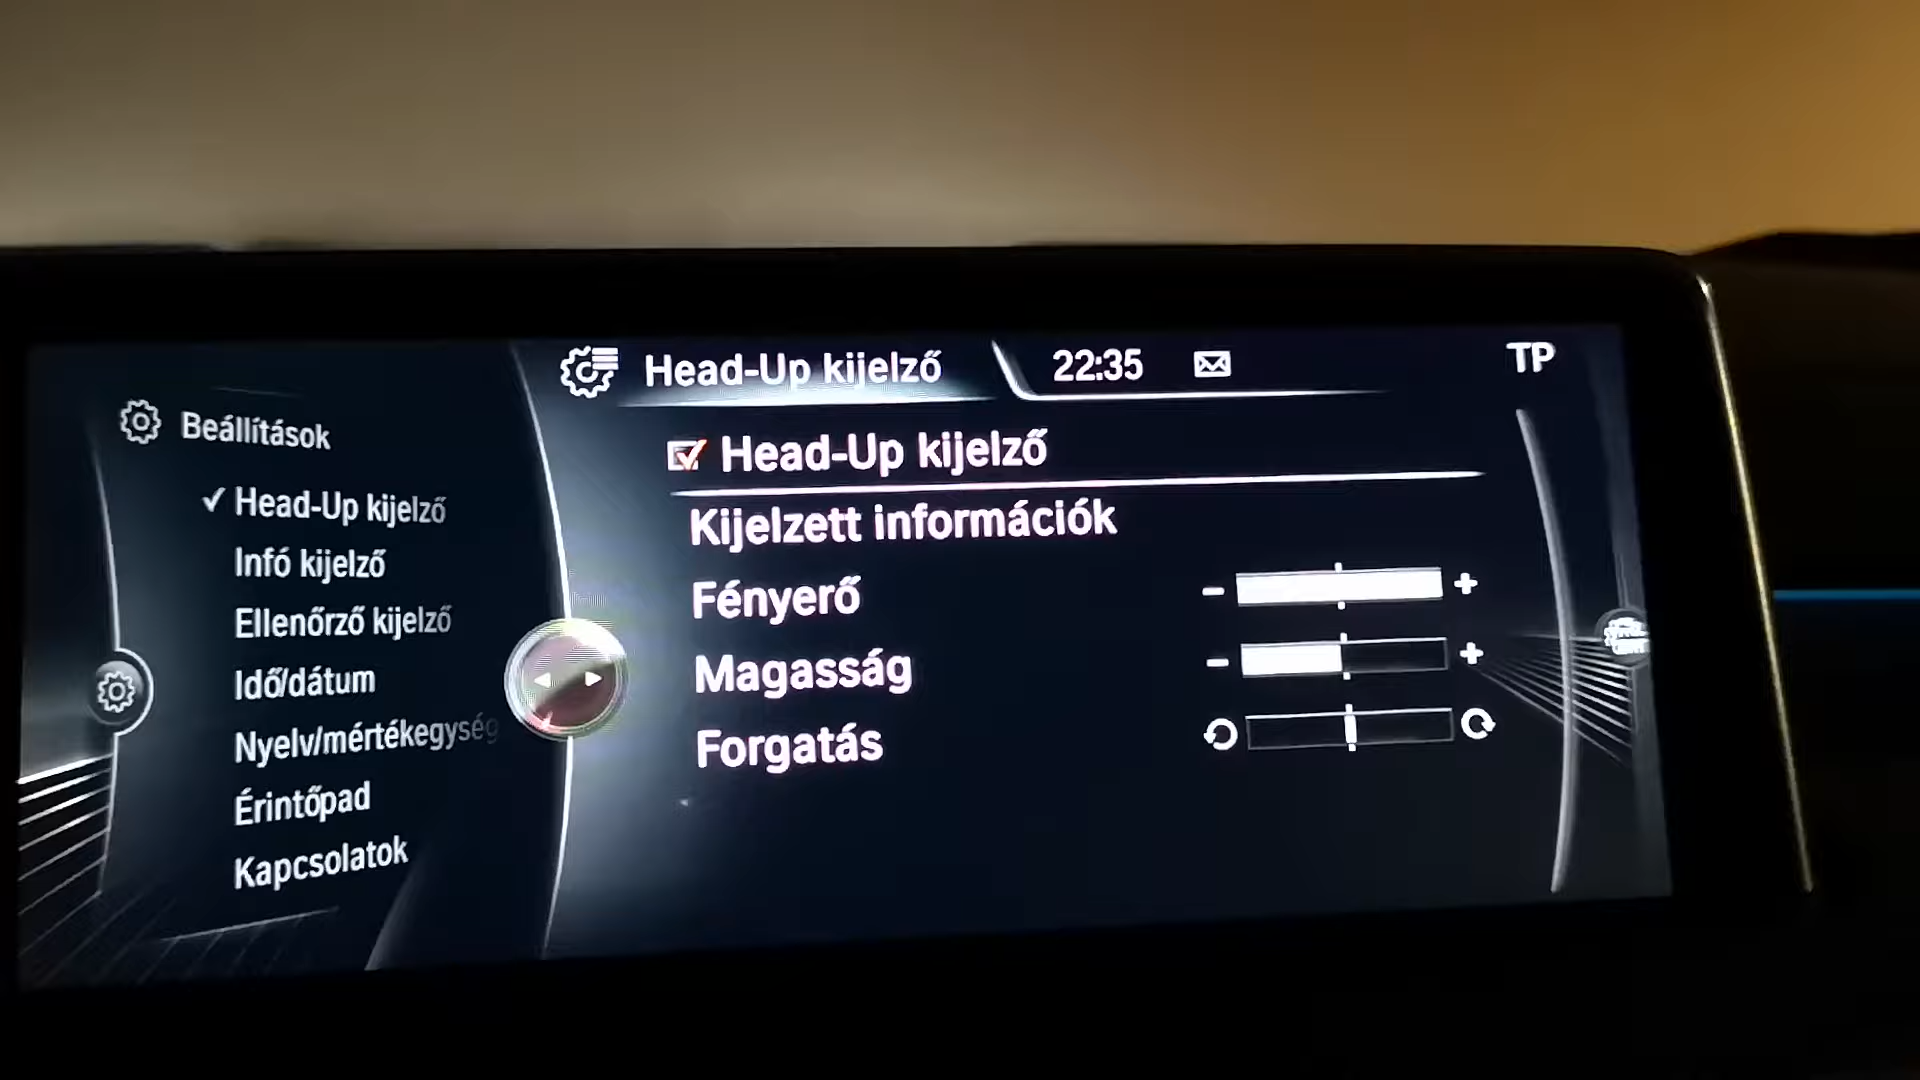 Head-Up kijelző 22:35 TP
Beállítások
Head-Up kijelző
Infó kijelző
Ellenőrző kijelző
Idő/dátum
Nyelv/mértékegység
Érintőpad
Kapcsolatok
Head-Up kijelző
Kijelzett információk
Fényerő - +
Magasság - +
Forgatás